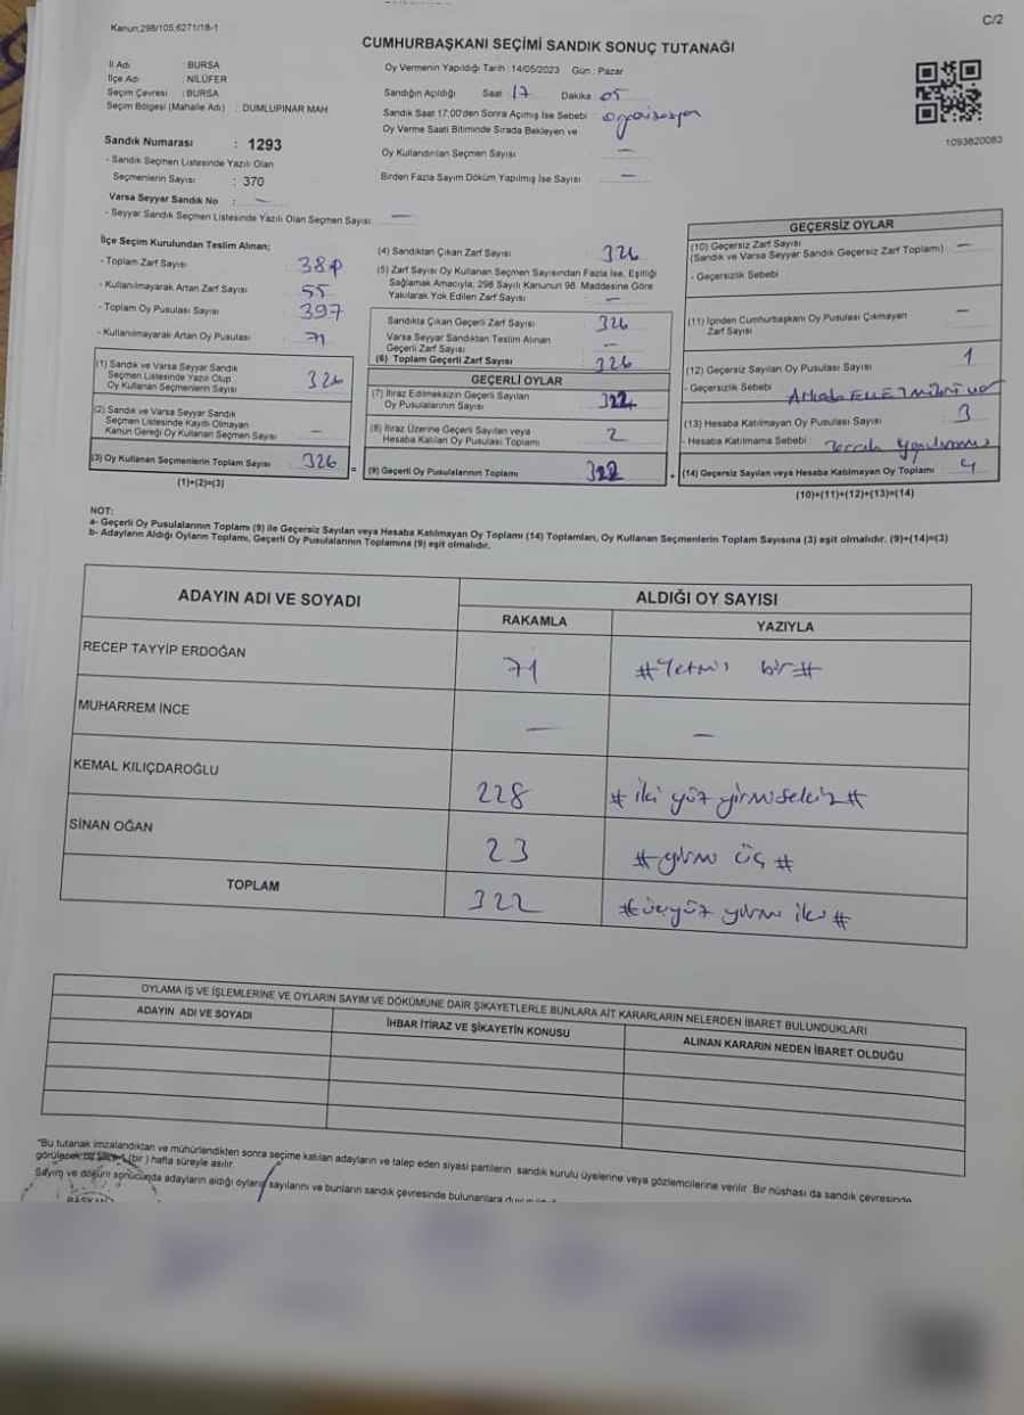 Kanun:298/105,6271/18-1
C/2
CUMHURBAŞKANI SEÇİMİ SANDIK SONUÇ TUTANAĞI
İl Adı : BURSA
İlçe Adı : NİLÜFER
Seçim Çevresi : BURSA
Seçim Bölgesi (Mahalle Adı) : DUMLUPINAR MAH
Sandık Numarası : 1293
- Sandık Seçmen Listesinde Yazılı Olan
Seçmenlerin Sayısı : 370
Varsa Seyyar Sandık No : —
- Seyyar Sandık Seçmen Listesinde Yazılı Olan Seçmen Sayısı —
Oy Vermenin Yapıldığı Tarih : 14/05/2023 Gün : Pazar
Sandığın Açıldığı Saat 17 Dakika 05
Sandık Saat 17:00'den Sonra Açılmış İse Sebebi organizasyon
Oy Verme Saati Bitiminde Sırada Bekleyen ve
Oy Kullandırılan Seçmen Sayısı —
Birden Fazla Sayım Döküm Yapılmış İse Sayısı —
1093820083
İlçe Seçim Kurulundan Teslim Alınan;
- Toplam Zarf Sayısı
- Kullanılmayarak Artan Zarf Sayısı 55
- Toplam Oy Pusulası Sayısı 397
- Kullanılmayarak Artan Oy Pusulası 71
(1) Sandık ve Varsa Seyyar Sandık
Seçmen Listesinde Yazılı Olup
Oy Kullanan Seçmenlerin Sayısı 326
(2) Sandık ve Varsa Seyyar Sandık
Seçmen Listesinde Kayıtlı Olmayan
Kanun Gereği Oy Kullanan Seçmen Sayısı —
(3) Oy Kullanan Seçmenlerin Toplam Sayısı 326
(1)+(2)=(3)
(4) Sandıktan Çıkan Zarf Sayısı 326
(5) Zarf Sayısı Oy Kullanan Seçmen Sayısından Fazla İse, Eşitliği
Sağlamak Amacıyla, 298 Sayılı Kanunun 98. Maddesine Göre
Yakılarak Yok Edilen Zarf Sayısı —
Sandıkta Çıkan Geçerli Zarf Sayısı 326
Varsa Seyyar Sandıktan Teslim Alınan
Geçerli Zarf Sayısı —
(6) Toplam Geçerli Zarf Sayısı 326
GEÇERLİ OYLAR
(7) İtiraz Edilmeksizin Geçerli Sayılan
Oy Pusulalarının Sayısı
(8) İtiraz Üzerine Geçerli Sayılan veya
Hesaba Katılan Oy Pusulası Toplamı 2
(9) Geçerli Oy Pusulalarının Toplamı 322
GEÇERSİZ OYLAR
(10) Geçersiz Zarf Sayısı
(Sandık ve Varsa Seyyar Sandık Geçersiz Zarf Toplamı) —
- Geçersizlik Sebebi
(11) İçinden Cumhurbaşkanı Oy Pusulası Çıkmayan
Zarf Sayısı —
(12) Geçersiz Sayılan Oy Pusulası Sayısı 1
- Geçersizlik Sebebi
(13) Hesaba Katılmayan Oy Pusulası Sayısı 3
- Hesaba Katılmama Sebebi
(14) Geçersiz Sayılan veya Hesaba Katılmayan Oy Toplamı 4
(10)+(11)+(12)+(13)=(14)
NOT:
a- Geçerli Oy Pusulalarının Toplamı (9) ile Geçersiz Sayılan veya Hesaba Katılmayan Oy Toplamı (14) Toplamları, Oy Kullanan Seçmenlerin Toplam Sayısına (3) eşit olmalıdır. (9)+(14)=(3)
b- Adayların Aldığı Oyların Toplamı, Geçerli Oy Pusulalarının Toplamına (9) eşit olmalıdır.
ADAYIN ADI VE SOYADI ALDIĞI OY SAYISI
RAKAMLA YAZIYLA
RECEP TAYYİP ERDOĞAN 71 #Yetmiş bir#
MUHARREM İNCE — —
KEMAL KILIÇDAROĞLU 228 #iki yüz yirmi sekiz#
SİNAN OĞAN 23 #yirmi üç#
TOPLAM 322 #üçyüz yirmi iki#
OYLAMA İŞ VE İŞLEMLERİNE VE OYLARIN SAYIM VE DÖKÜMÜNE DAİR ŞİKAYETLERLE BUNLARA AİT KARARLARIN NELERDEN İBARET BULUNDUKLARI
ADAYIN ADI VE SOYADI İHBAR İTİRAZ VE ŞİKAYETİN KONUSU ALINAN KARARIN NEDEN İBARET OLDUĞU
"Bu tutanak imzalandıktan ve mühürlendikten sonra seçime katılan adayların ve talep eden siyasi partilerin sandık kurulu üyelerine veya gözlemcilerine verilir. Bir nüshası da sandık çevresinde
görülecek bir yere 1 (bir) hafta süreyle asılır.
Sayım ve döküm sonucunda adayların aldığı oyların sayılarını ve bunların sandık çevresinde bulunanlara
BAŞKAN